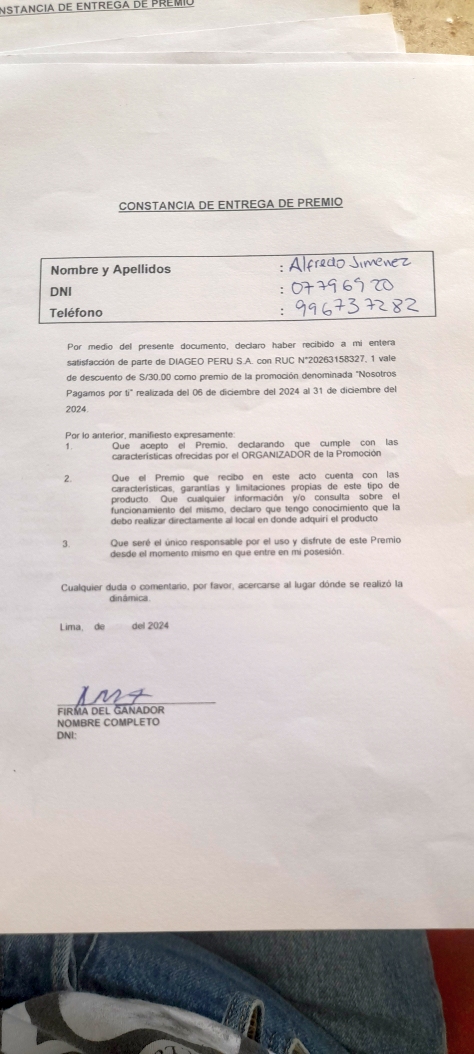 CONSTANCIA DE ENTREGA DE PREMIO
CONSTANCIA DE ENTREGA DE PREMIO
Nombre y Apellidos : Alfredo Jimenez
DNI : 07796920
Teléfono : 996737282
Por medio del presente documento, declaro haber recibido a mi entera
satisfacción de parte de DIAGEO PERU S.A. con RUC N°20263158327, 1 vale
de descuento de S/30.00 como premio de la promoción denominada "Nosotros
Pagamos por ti" realizada del 06 de diciembre del 2024 al 31 de diciembre del
2024.
Por lo anterior, manifiesto expresamente:
1. Que acepto el Premio, declarando que cumple con las
características ofrecidas por el ORGANIZADOR de la Promoción
2. Que el Premio que recibo en este acto cuenta con las
características, garantías y limitaciones propias de este tipo de
producto. Que cualquier información y/o consulta sobre el
funcionamiento del mismo, declaro que tengo conocimiento que la
debo realizar directamente al local en donde adquirí el producto
3. Que seré el único responsable por el uso y disfrute de este Premio
desde el momento mismo en que entre en mi posesión.
Cualquier duda o comentario, por favor, acercarse al lugar dónde se realizó la
dinámica.
Lima, de del 2024
FIRMA DEL GANADOR
NOMBRE COMPLETO
DNI: